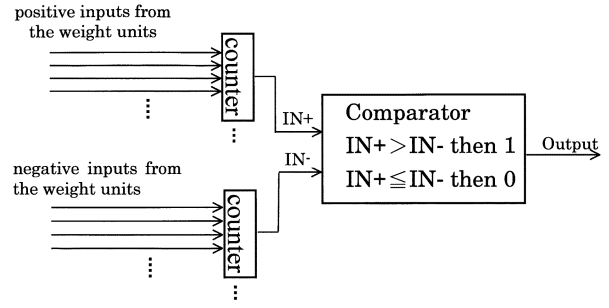 positive inputs from
the weight units
counter
IN+
Comparator
IN+>IN- then 1
IN+≦IN- then 0
Output
IN-
negative inputs from
the weight units
counter